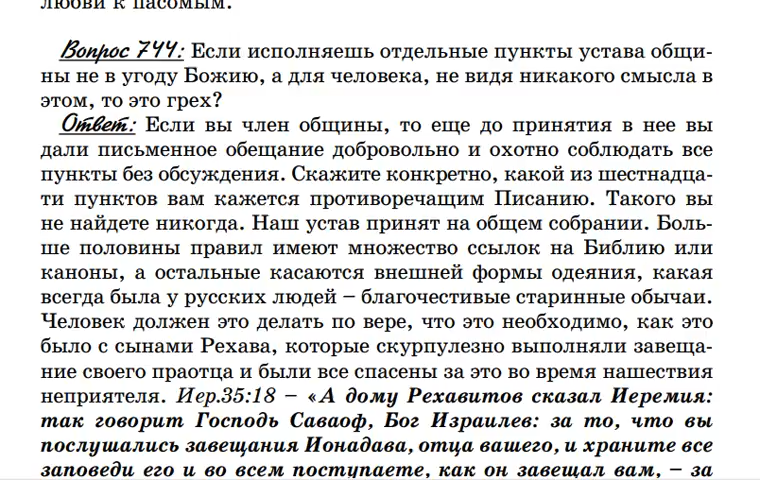 любви к пасомым.
Вопрос 744: Если исполняешь отдельные пункты устава общи-
ны не в угоду Божию, а для человека, не видя никакого смысла в
этом, то это грех?
Ответ: Если вы член общины, то еще до принятия в нее вы
дали письменное обещание добровольно и охотно соблюдать все
пункты без обсуждения. Скажите конкретно, какой из шестнадца-
ти пунктов вам кажется противоречащим Писанию. Такого вы
не найдете никогда. Наш устав принят на общем собрании. Боль-
ше половины правил имеют множество ссылок на Библию или
каноны, а остальные касаются внешней формы одеяния, какая
всегда была у русских людей – благочестивые старинные обычаи.
Человек должен это делать по вере, что это необходимо, как это
было с сынами Рехава, которые скурпулезно выполняли завеща-
ние своего праотца и были все спасены за это во время нашествия
неприятеля. Иер.35:18 – «А дому Рехавитов сказал Иеремия:
так говорит Господь Саваоф, Бог Израилев: за то, что вы
послушались завещания Ионадава, отца вашего, и храните все
заповеди его и во всем поступаете, как он завещал вам, – за